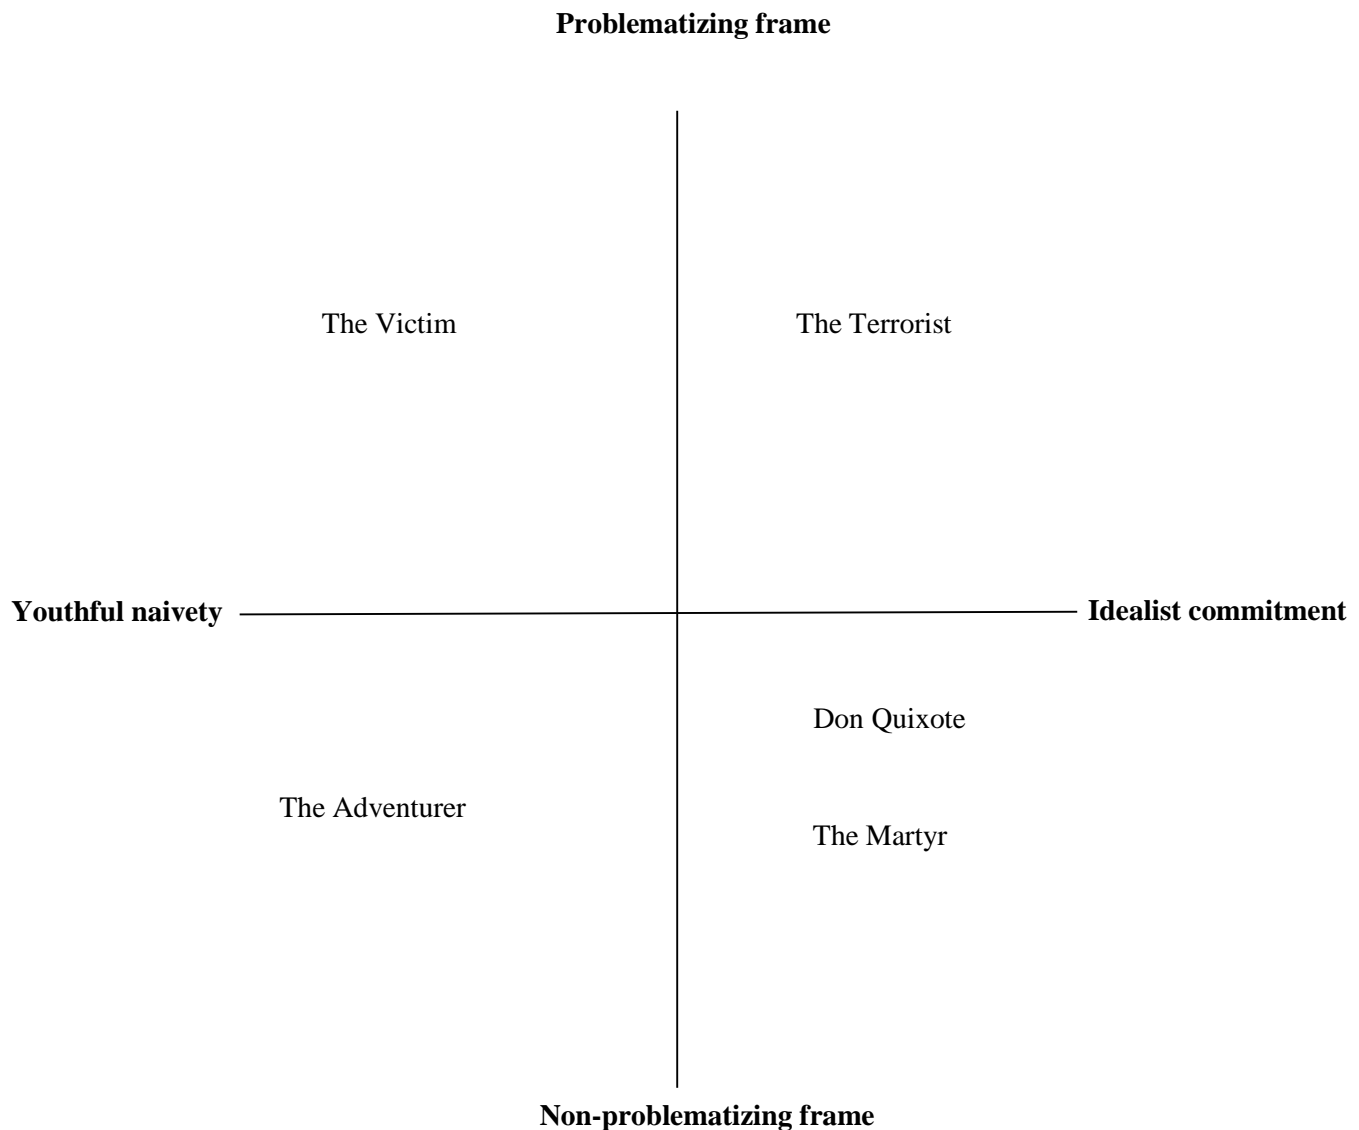 Problematizing frame
The Victim
The Terrorist
Youthful naivety
Idealist commitment
Don Quixote
The Adventurer
The Martyr
Non-problematizing frame